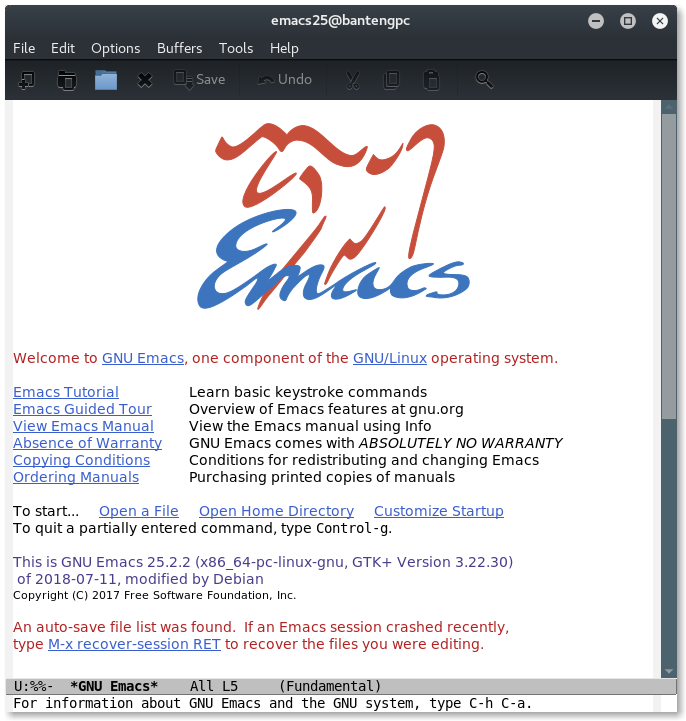 emacs25@bantengpc
File Edit Options Buffers Tools Help
Save Undo
Emacs
Welcome to GNU Emacs, one component of the GNU/Linux operating system.
Emacs Tutorial Learn basic keystroke commands
Emacs Guided Tour Overview of Emacs features at gnu.org
View Emacs Manual View the Emacs manual using Info
Absence of Warranty GNU Emacs comes with ABSOLUTELY NO WARRANTY
Copying Conditions Conditions for redistributing and changing Emacs
Ordering Manuals Purchasing printed copies of manuals
To start... Open a File Open Home Directory Customize Startup
To quit a partially entered command, type Control-g.
This is GNU Emacs 25.2.2 (x86_64-pc-linux-gnu, GTK+ Version 3.22.30)
of 2018-07-11, modified by Debian
Copyright (C) 2017 Free Software Foundation, Inc.
An auto-save file list was found. If an Emacs session crashed recently,
type M-x recover-session RET to recover the files you were editing.
U:%%- *GNU Emacs* All L5 (Fundamental)
For information about GNU Emacs and the GNU system, type C-h C-a.